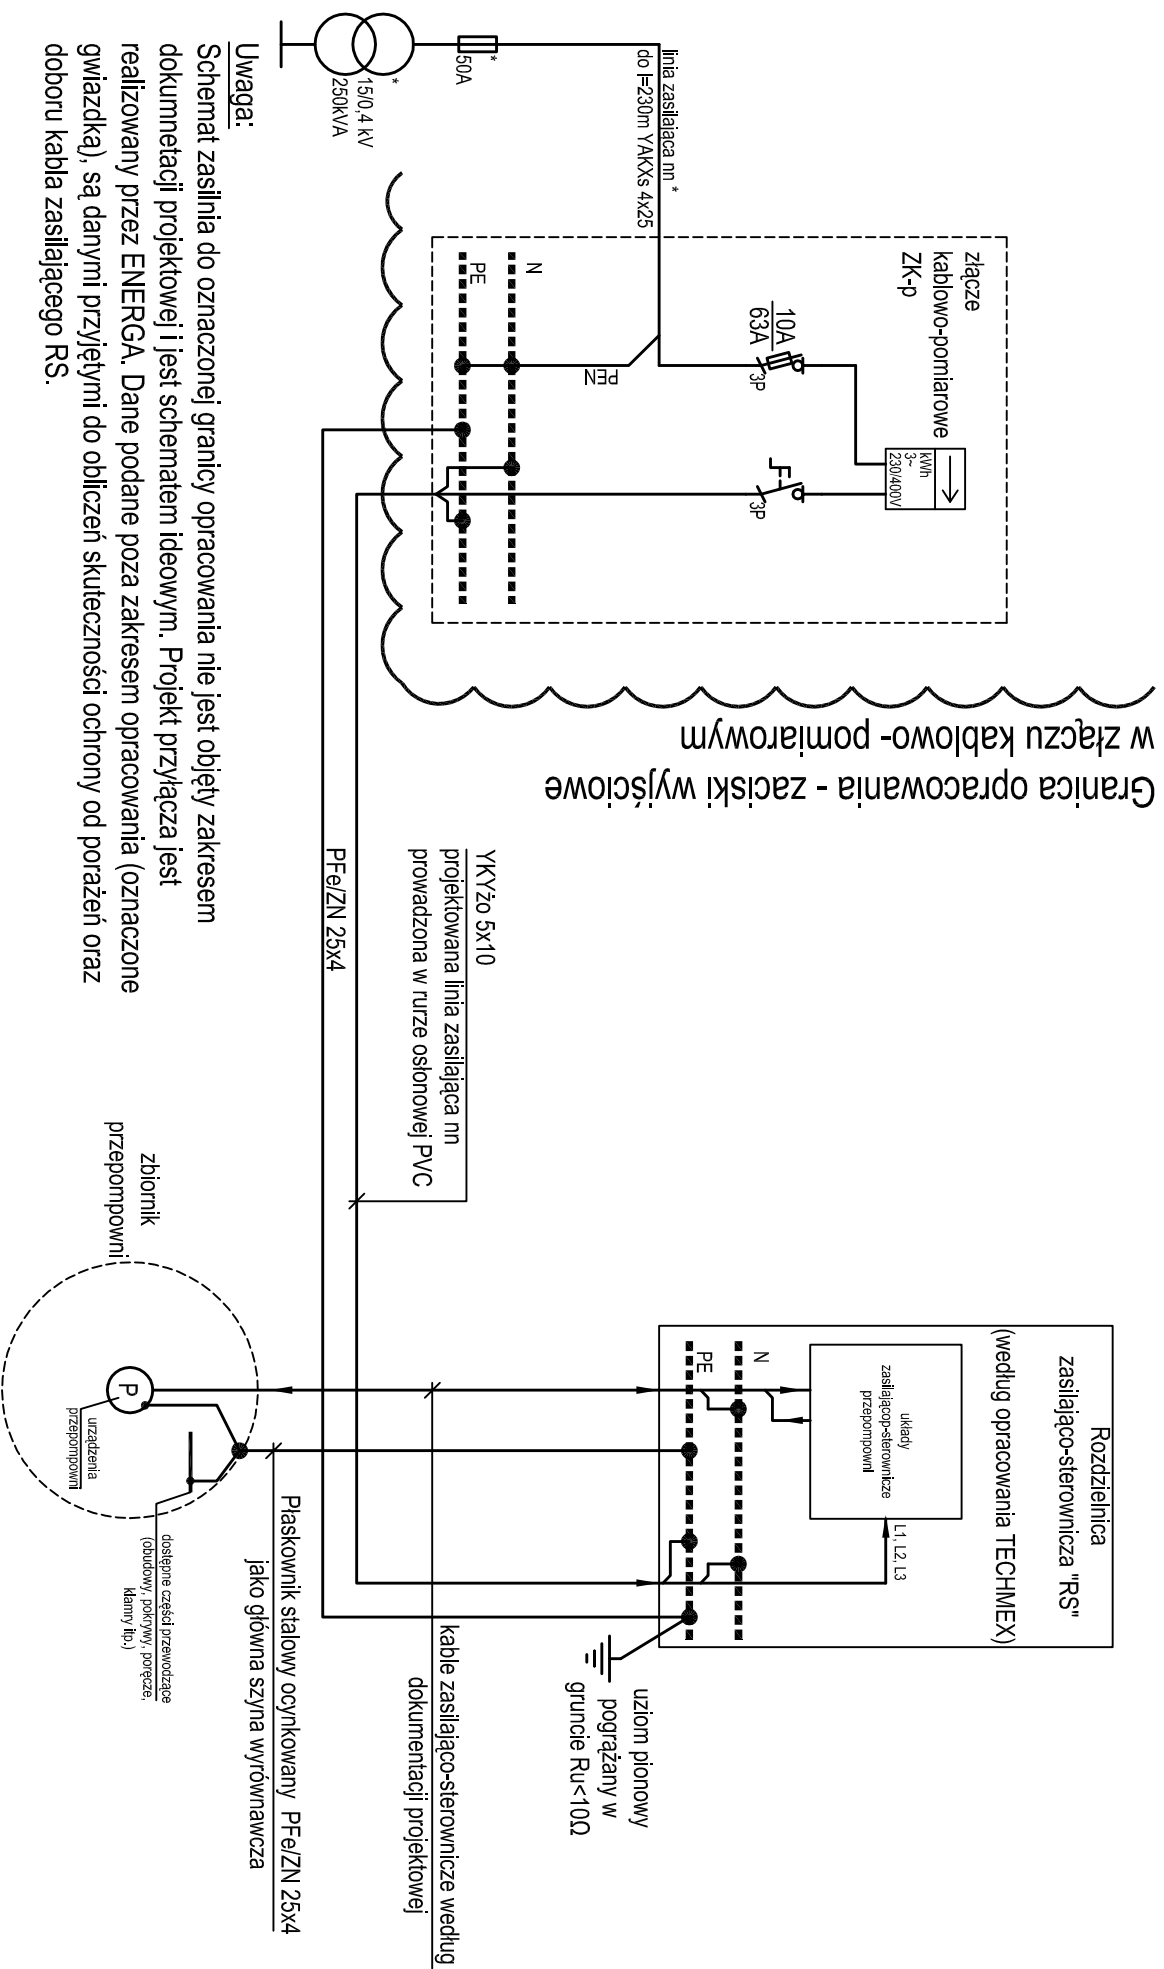 15/0,4 kV
250kVA
*
50A
*
linia zasilająca nn *
do l=230m YAKXs 4x25
złącze
kablowo-pomiarowe
ZK-p
10A
63A
3P
kWh
3~
230/400V
3P
PEN
N
PE
Granica opracowania - zaciski wyjściowe
w złączu kablowo- pomiarowym
YKYżo 5x10
projektowana linia zasilająca nn
prowadzona w rurze osłonowej PVC
PFe/ZN 25x4
Rozdzielnica
zasilająco-sterownicza "RS"
(według opracowania TECHMEX)
układy
zasilającop-sterownicze
przepompownl
L1, L2, L3
N
PE
uziom pionowy
pogrążany w
gruncie Ru<10Ω
kable zasilająco-sterownicze według
dokumentacji projektowej
Płaskownik stalowy ocynkowany PFe/ZN 25x4
jako główna szyna wyrównawcza
zbiornik
przepompowni
P
urządzenia
przepompowni
dostępne części przewodzące
(obudowy, pokrywy, poręcze,
klamry itp.)
Uwaga:
Schemat zasilnia do oznaczonej granicy opracowania nie jest objęty zakresem
dokumnetacji projektowej i jest schematem ideowym. Projekt przyłącza jest
realizowany przez ENERGA. Dane podane poza zakresem opracowania (oznaczone
gwiazdką), są danymi przyjętymi do obliczeń skuteczności ochrony od porażeń oraz
doboru kabla zasilającego RS.